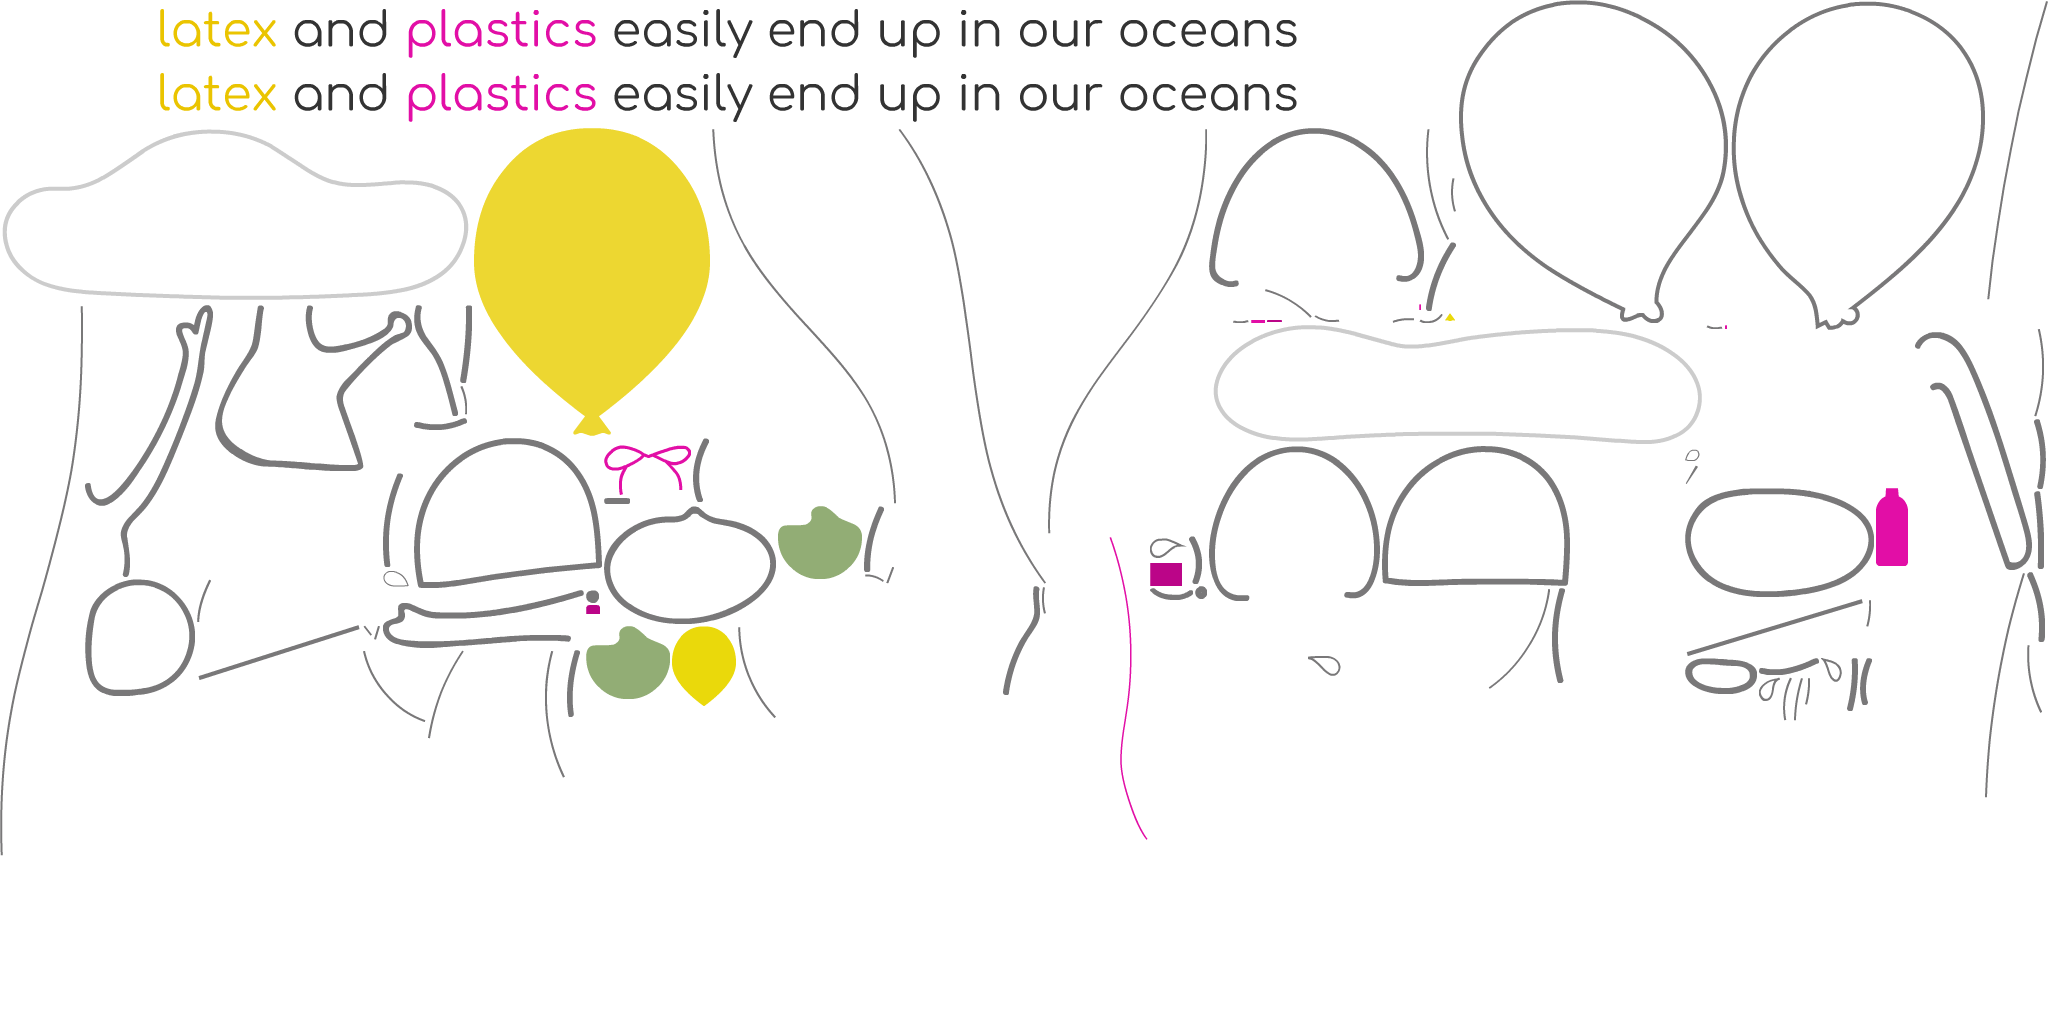 latex and plastics easily end up in our oceans
latex and plastics easily end up in our oceans